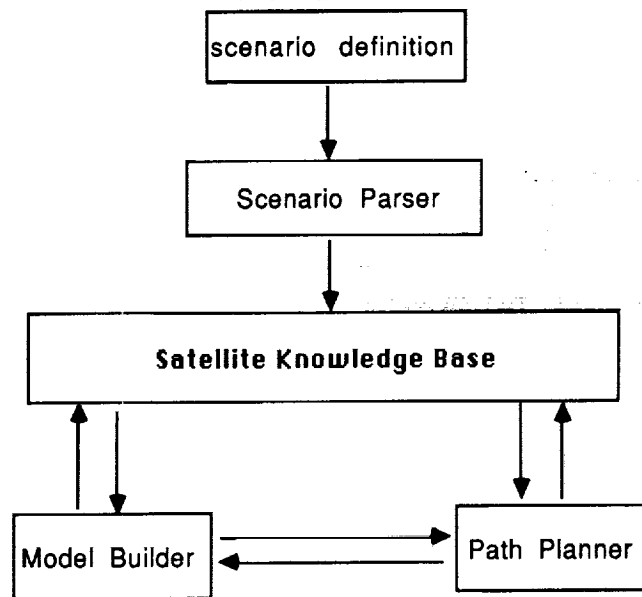 scenario definition
Scenario Parser
Satellite Knowledge Base
Model Builder
Path Planner